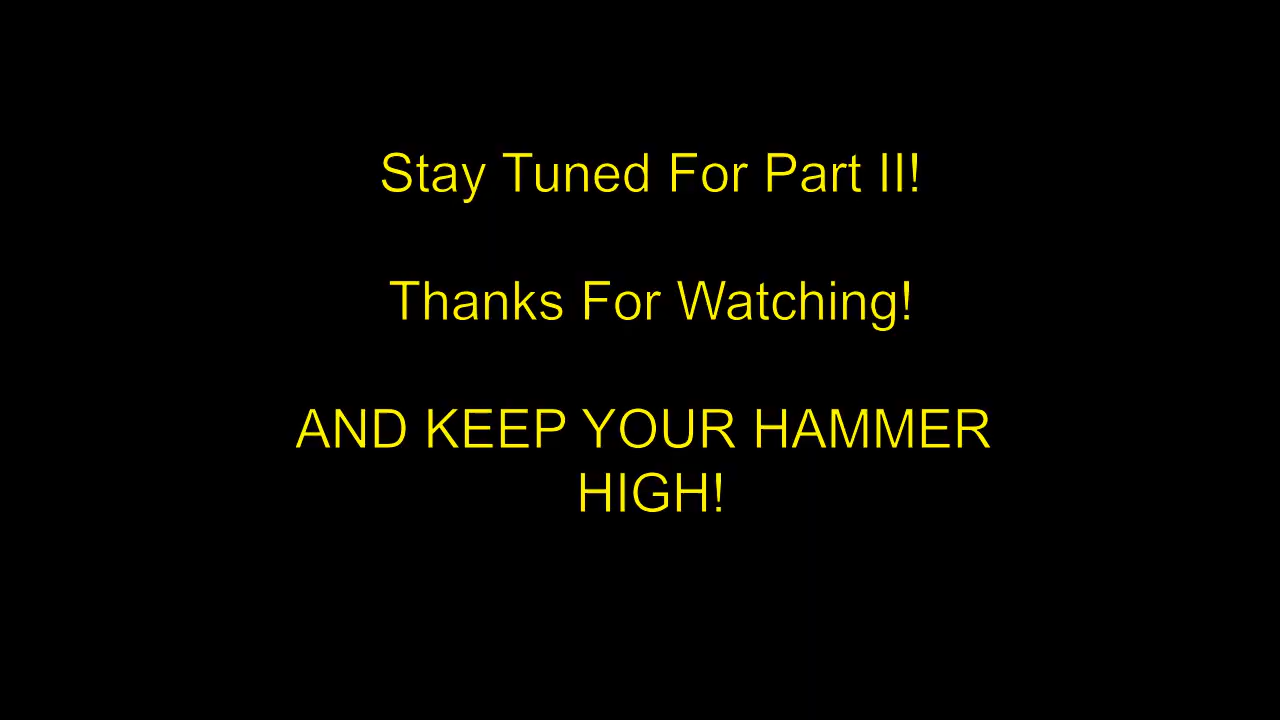 Stay Tuned For Part II!
Thanks For Watching!
AND KEEP YOUR HAMMER
HIGH!